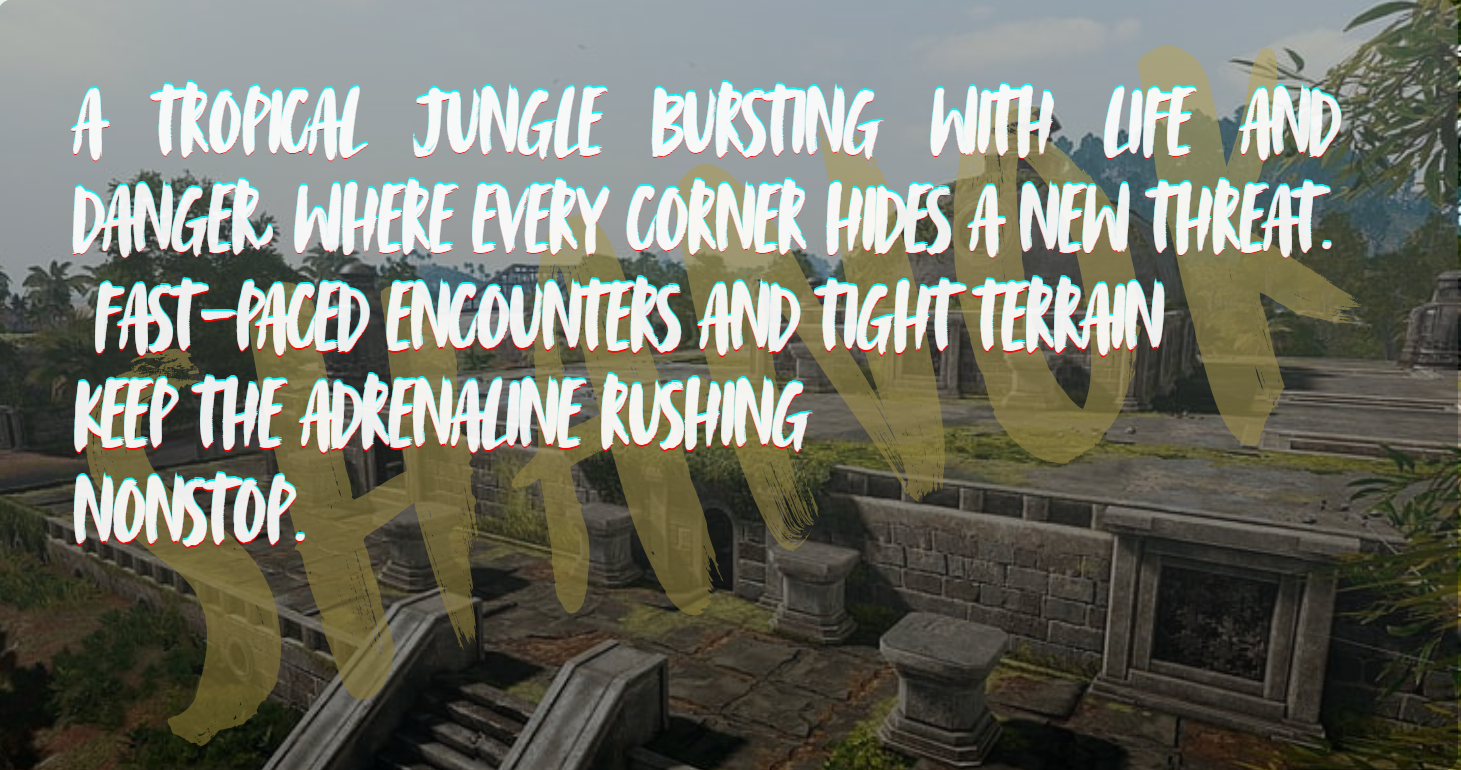 A TROPICAL JUNGLE BURSTING WITH LIFE AND
DANGER, WHERE EVERY CORNER HIDES A NEW THREAT.
FAST-PACED ENCOUNTERS AND TIGHT TERRAIN
KEEP THE ADRENALINE RUSHING
NONSTOP.
SHANOK